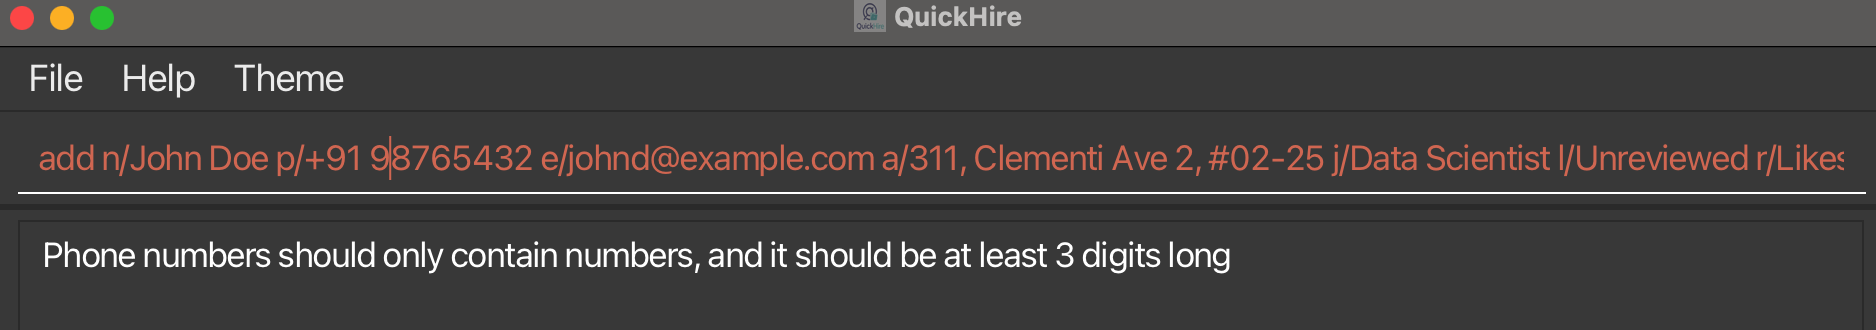 QuickHire
QuickHire
File Help Theme
add n/John Doe p/+91 98765432 e/johnd@example.com a/311, Clementi Ave 2, #02-25 j/Data Scientist l/Unreviewed r/Likes
Phone numbers should only contain numbers, and it should be at least 3 digits long